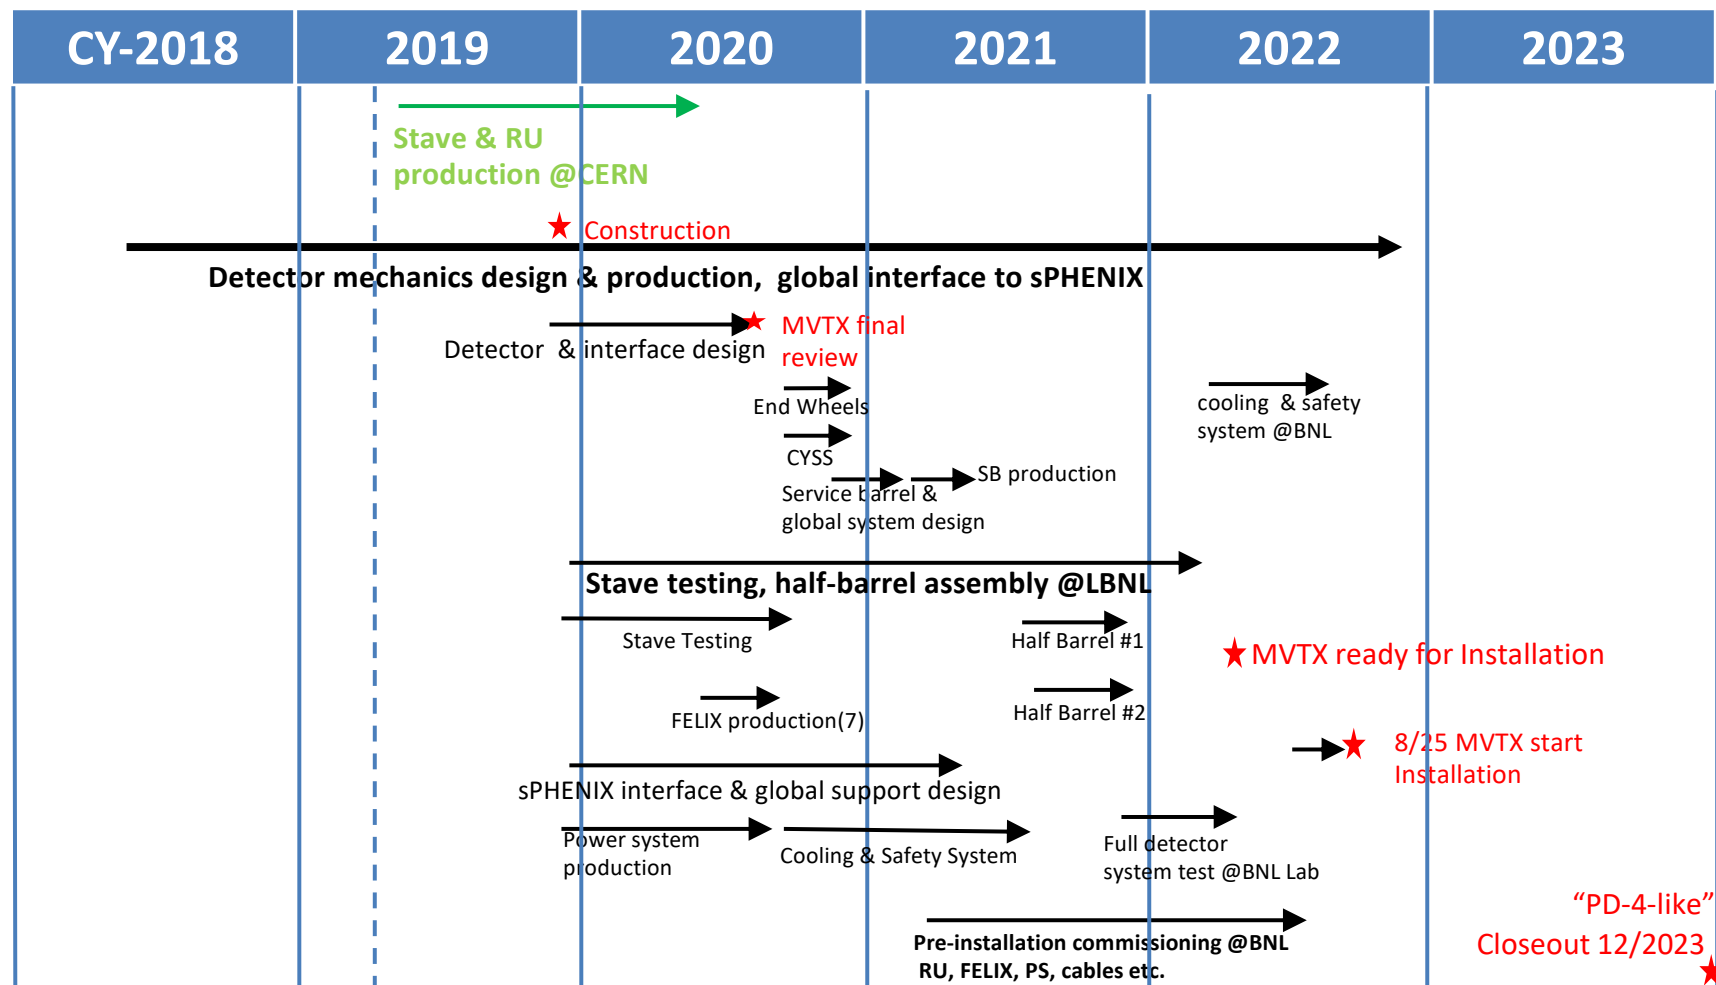 CY-2018 2019 2020 2021 2022 2023
Stave & RU
production @CERN
Construction
Detector mechanics design & production, global interface to sPHENIX
Detector & interface design
MVTX final
review
End Wheels
cooling & safety
system @BNL
CYSS
SB production
Service barrel &
global system design
Stave testing, half-barrel assembly @LBNL
Stave Testing
Half Barrel #1
MVTX ready for Installation
FELIX production(7)
Half Barrel #2
8/25 MVTX start
Installation
sPHENIX interface & global support design
Power system
production
Cooling & Safety System
Full detector
system test @BNL Lab
“PD-4-like”
Closeout 12/2023
Pre-installation commissioning @BNL
RU, FELIX, PS, cables etc.